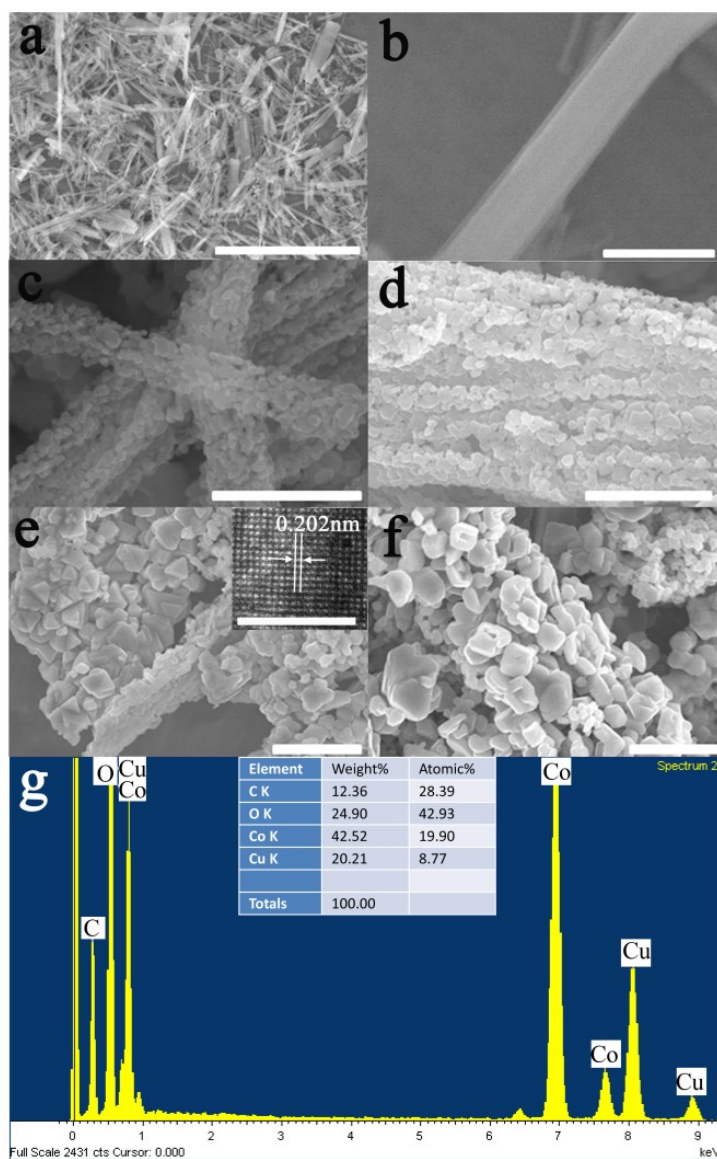 a
b
c
d
e
0.202nm
f
g
O
Cu
Co
C
Element Weight% Atomic%
C K 12.36 28.39
O K 24.90 42.93
Co K 42.52 19.90
Cu K 20.21 8.77
Totals 100.00
Co
Spectrum 2
Cu
Co
Cu
0 1 2 3 4 5 6 7 8 9
Full Scale 2431 cts Cursor: 0.000
keV